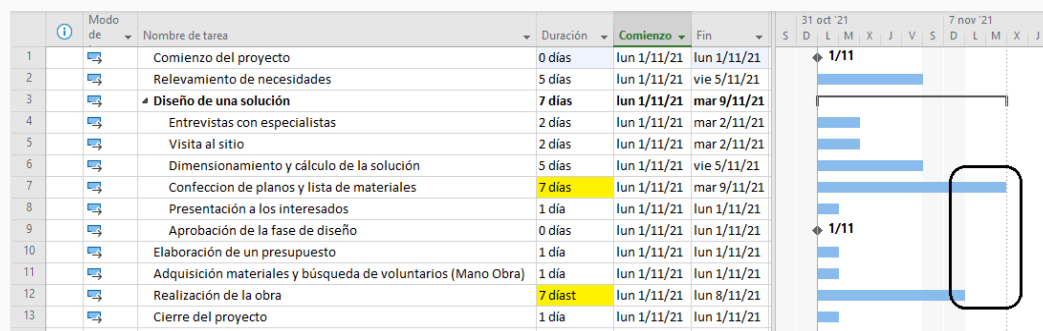 Modo de Nombre de tarea Duración Comienzo Fin
31 oct '21 7 nov '21
S D L M X J V S D L M X J
1 Comienzo del proyecto 0 días lun 1/11/21 lun 1/11/21 1/11
2 Relevamiento de necesidades 5 días lun 1/11/21 vie 5/11/21
3 Diseño de una solución 7 días lun 1/11/21 mar 9/11/21
4 Entrevistas con especialistas 2 días lun 1/11/21 mar 2/11/21
5 Visita al sitio 2 días lun 1/11/21 mar 2/11/21
6 Dimensionamiento y cálculo de la solución 5 días lun 1/11/21 vie 5/11/21
7 Confeccion de planos y lista de materiales 7 días lun 1/11/21 mar 9/11/21
8 Presentación a los interesados 1 día lun 1/11/21 lun 1/11/21
9 Aprobación de la fase de diseño 0 días lun 1/11/21 lun 1/11/21 1/11
10 Elaboración de un presupuesto 1 día lun 1/11/21 lun 1/11/21
11 Adquisición materiales y búsqueda de voluntarios (Mano Obra) 1 día lun 1/11/21 lun 1/11/21
12 Realización de la obra 7 díast lun 1/11/21 lun 8/11/21
13 Cierre del proyecto 1 día lun 1/11/21 lun 1/11/21